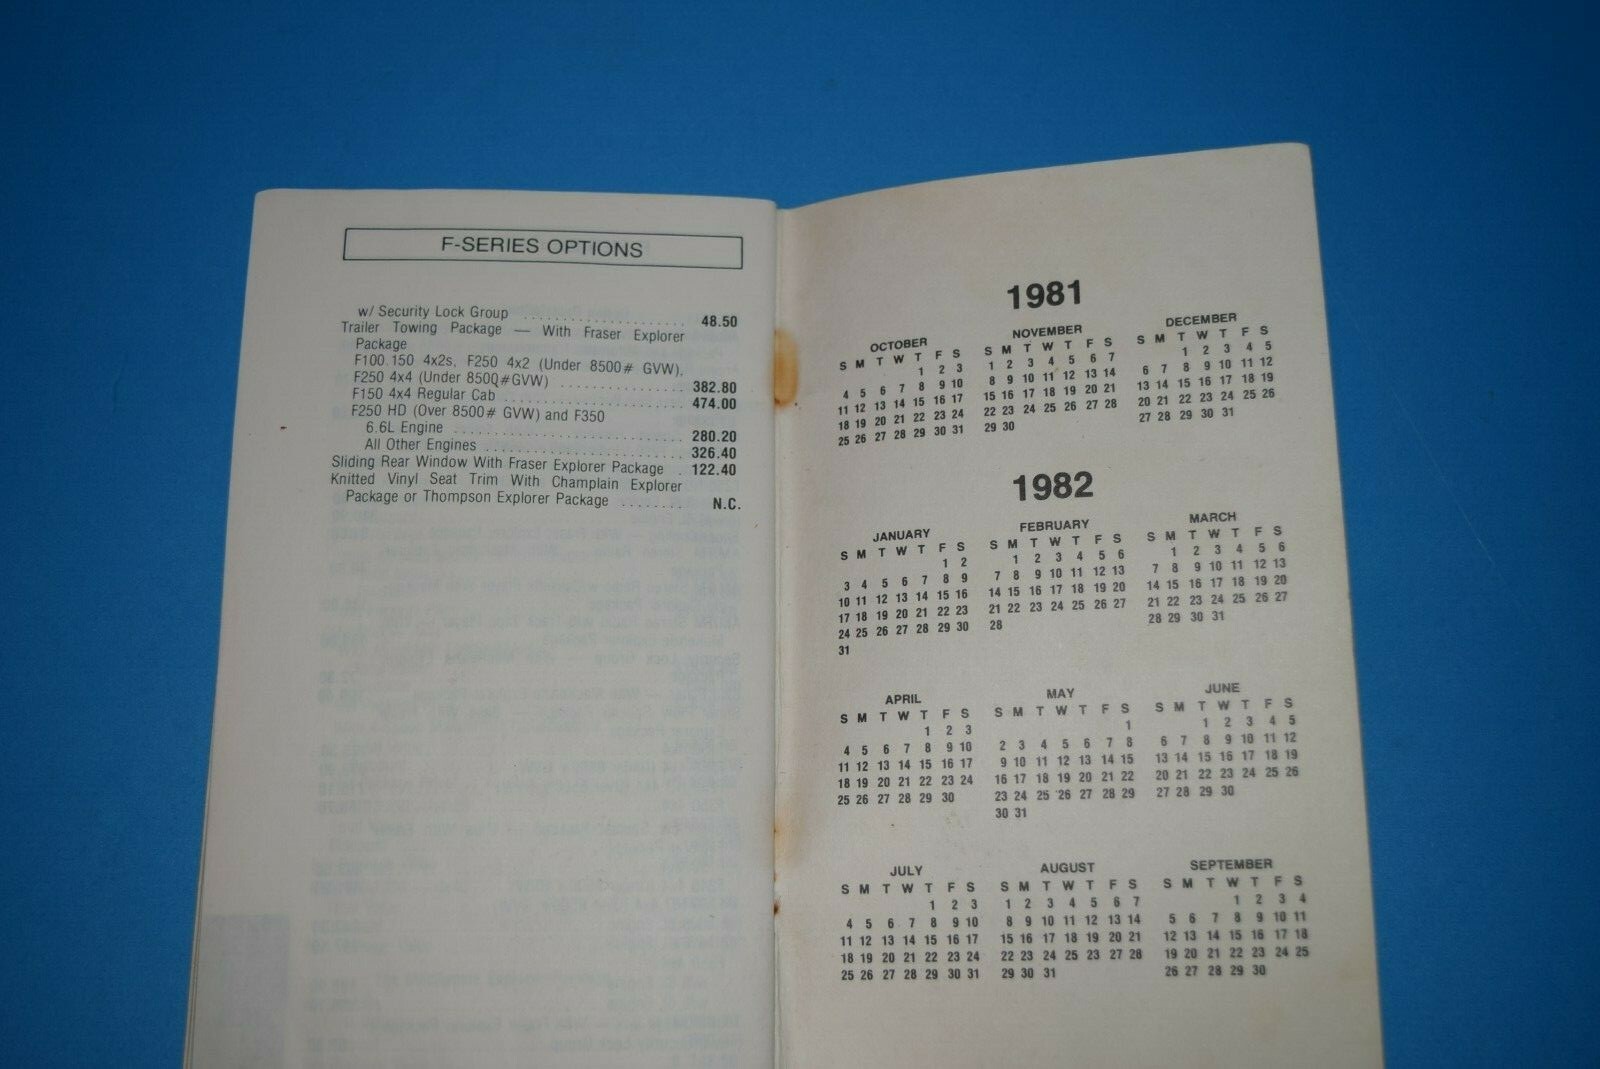 F-SERIES OPTIONS
w/ Security Lock Group .................... 48.50
Trailer Towing Package — With Fraser Explorer
Package
F100.150 4x2s, F250 4x2 (Under 8500# GVW),
F250 4x4 (Under 8500#GVW) ............... 382.80
F150 4x4 Regular Cab ...................... 474.00
F250 HD (Over 8500# GVW) and F350
6.6L Engine ............................ 280.20
All Other Engines ........................ 326.40
Sliding Rear Window With Fraser Explorer Package . 122.40
Knitted Vinyl Seat Trim With Champlain Explorer
Package or Thompson Explorer Package ........ N.C.
1981
OCTOBER
S M T W T F S
1 2 3
4 5 6 7 8 9 10
11 12 13 14 15 16 17
18 19 20 21 22 23 24
25 26 27 28 29 30 31
NOVEMBER
S M T W T F S
1 2 3 4 5 6 7
8 9 10 11 12 13 14
15 16 17 18 19 20 21
22 23 24 25 26 27 28
29 30
DECEMBER
S M T W T F S
1 2 3 4 5
6 7 8 9 10 11 12
13 14 15 16 17 18 19
20 21 22 23 24 25 26
27 28 29 30 31
1982
JANUARY
S M T W T F S
1 2
3 4 5 6 7 8 9
10 11 12 13 14 15 16
17 18 19 20 21 22 23
24 25 26 27 28 29 30
31
FEBRUARY
S M T W T F S
1 2 3 4 5 6
7 8 9 10 11 12 13
14 15 16 17 18 19 20
21 22 23 24 25 26 27
28
MARCH
S M T W T F S
1 2 3 4 5 6
7 8 9 10 11 12 13
14 15 16 17 18 19 20
21 22 23 24 25 26 27
28 29 30 31
APRIL
S M T W T F S
1 2 3
4 5 6 7 8 9 10
11 12 13 14 15 16 17
18 19 20 21 22 23 24
25 26 27 28 29 30
MAY
S M T W T F S
1
2 3 4 5 6 7 8
9 10 11 12 13 14 15
16 17 18 19 20 21 22
23 24 25 26 27 28 29
30 31
JUNE
S M T W T F S
1 2 3 4 5
6 7 8 9 10 11 12
13 14 15 16 17 18 19
20 21 22 23 24 25 26
27 28 29 30
JULY
S M T W T F S
1 2 3
4 5 6 7 8 9 10
11 12 13 14 15 16 17
18 19 20 21 22 23 24
25 26 27 28 29 30 31
AUGUST
S M T W T F S
1 2 3 4 5 6 7
8 9 10 11 12 13 14
15 16 17 18 19 20 21
22 23 24 25 26 27 28
29 30 31
SEPTEMBER
S M T W T F S
1 2 3 4
5 6 7 8 9 10 11
12 13 14 15 16 17 18
19 20 21 22 23 24 25
26 27 28 29 30